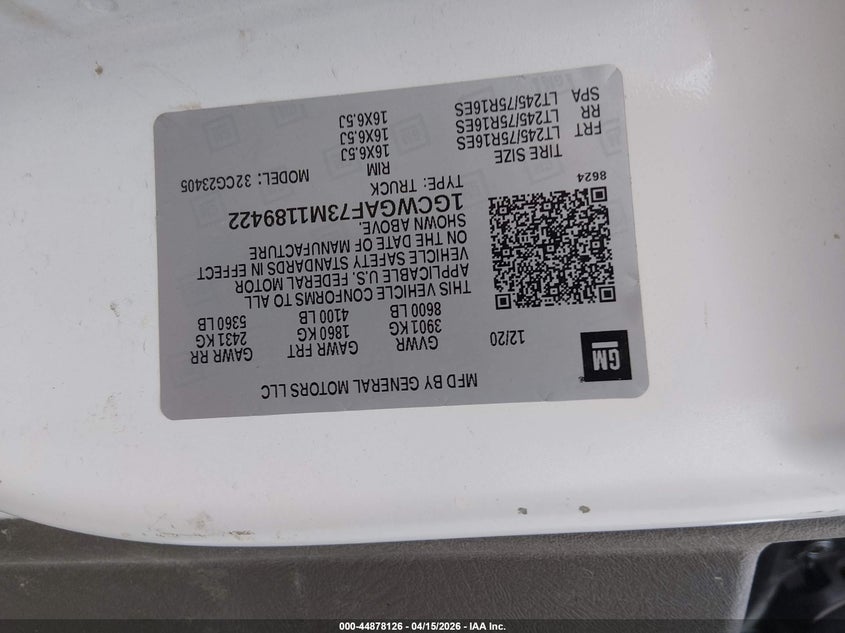 GM
MFD BY GENERAL MOTORS LLC
12/20
GVWR GAWR FRT GAWR RR
3901 KG 1860 KG 2431 KG
8600 LB 4100 LB 5360 LB
THIS VEHICLE CONFORMS TO ALL
APPLICABLE U.S. FEDERAL MOTOR
VEHICLE SAFETY STANDARDS IN EFFECT
ON THE DATE OF MANUFACTURE
SHOWN ABOVE.
1GCWGAF73M1189422
TYPE: TRUCK MODEL: 32CG23405
8624
TIRE SIZE RIM
FRT LT245/75R16ES 16X6.5J
RR LT245/75R16ES 16X6.5J
SPA LT245/75R16ES 16X6.5J
000-44878126 - 04/15/2026 - IAA Inc.